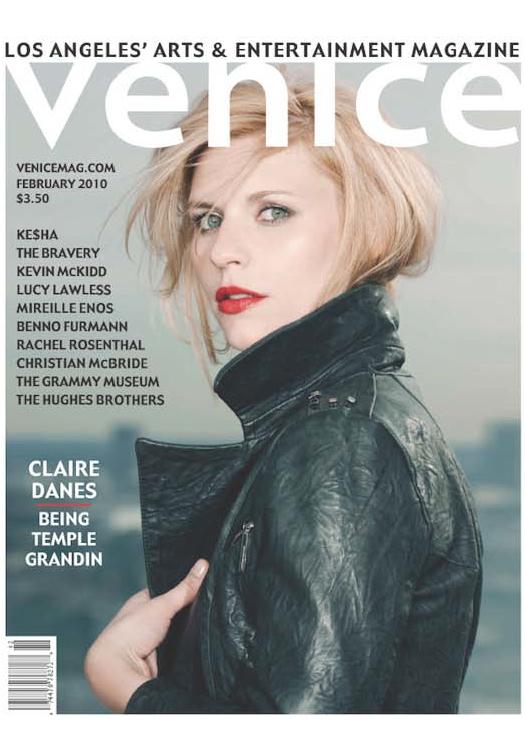 LOS ANGELES' ARTS & ENTERTAINMENT MAGAZINE
venice
VENICEMAG.COM
FEBRUARY 2010
$3.50
KE$HA
THE BRAVERY
KEVIN McKIDD
LUCY LAWLESS
MIREILLE ENOS
BENNO FURMANN
RACHEL ROSENTHAL
CHRISTIAN McBRIDE
THE GRAMMY MUSEUM
THE HUGHES BROTHERS
CLAIRE
DANES
BEING
TEMPLE
GRANDIN